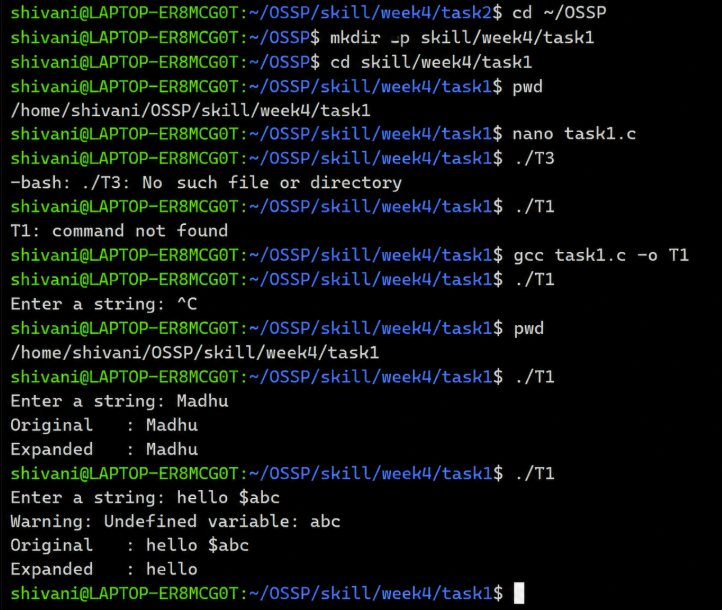 shivani@LAPTOP-ER8MCG0T:~/OSSP/skill/week4/task2$ cd ~/OSSP
shivani@LAPTOP-ER8MCG0T:~/OSSP$ mkdir -p skill/week4/task1
shivani@LAPTOP-ER8MCG0T:~/OSSP$ cd skill/week4/task1
shivani@LAPTOP-ER8MCG0T:~/OSSP/skill/week4/task1$ pwd
/home/shivani/OSSP/skill/week4/task1
shivani@LAPTOP-ER8MCG0T:~/OSSP/skill/week4/task1$ nano task1.c
shivani@LAPTOP-ER8MCG0T:~/OSSP/skill/week4/task1$ ./T3
-bash: ./T3: No such file or directory
shivani@LAPTOP-ER8MCG0T:~/OSSP/skill/week4/task1$ ./T1
T1: command not found
shivani@LAPTOP-ER8MCG0T:~/OSSP/skill/week4/task1$ gcc task1.c -o T1
shivani@LAPTOP-ER8MCG0T:~/OSSP/skill/week4/task1$ ./T1
Enter a string: ^C
shivani@LAPTOP-ER8MCG0T:~/OSSP/skill/week4/task1$ pwd
/home/shivani/OSSP/skill/week4/task1
shivani@LAPTOP-ER8MCG0T:~/OSSP/skill/week4/task1$ ./T1
Enter a string: Madhu
Original   : Madhu
Expanded   : Madhu
shivani@LAPTOP-ER8MCG0T:~/OSSP/skill/week4/task1$ ./T1
Enter a string: hello $abc
Warning: Undefined variable: abc
Original   : hello $abc
Expanded   : hello
shivani@LAPTOP-ER8MCG0T:~/OSSP/skill/week4/task1$